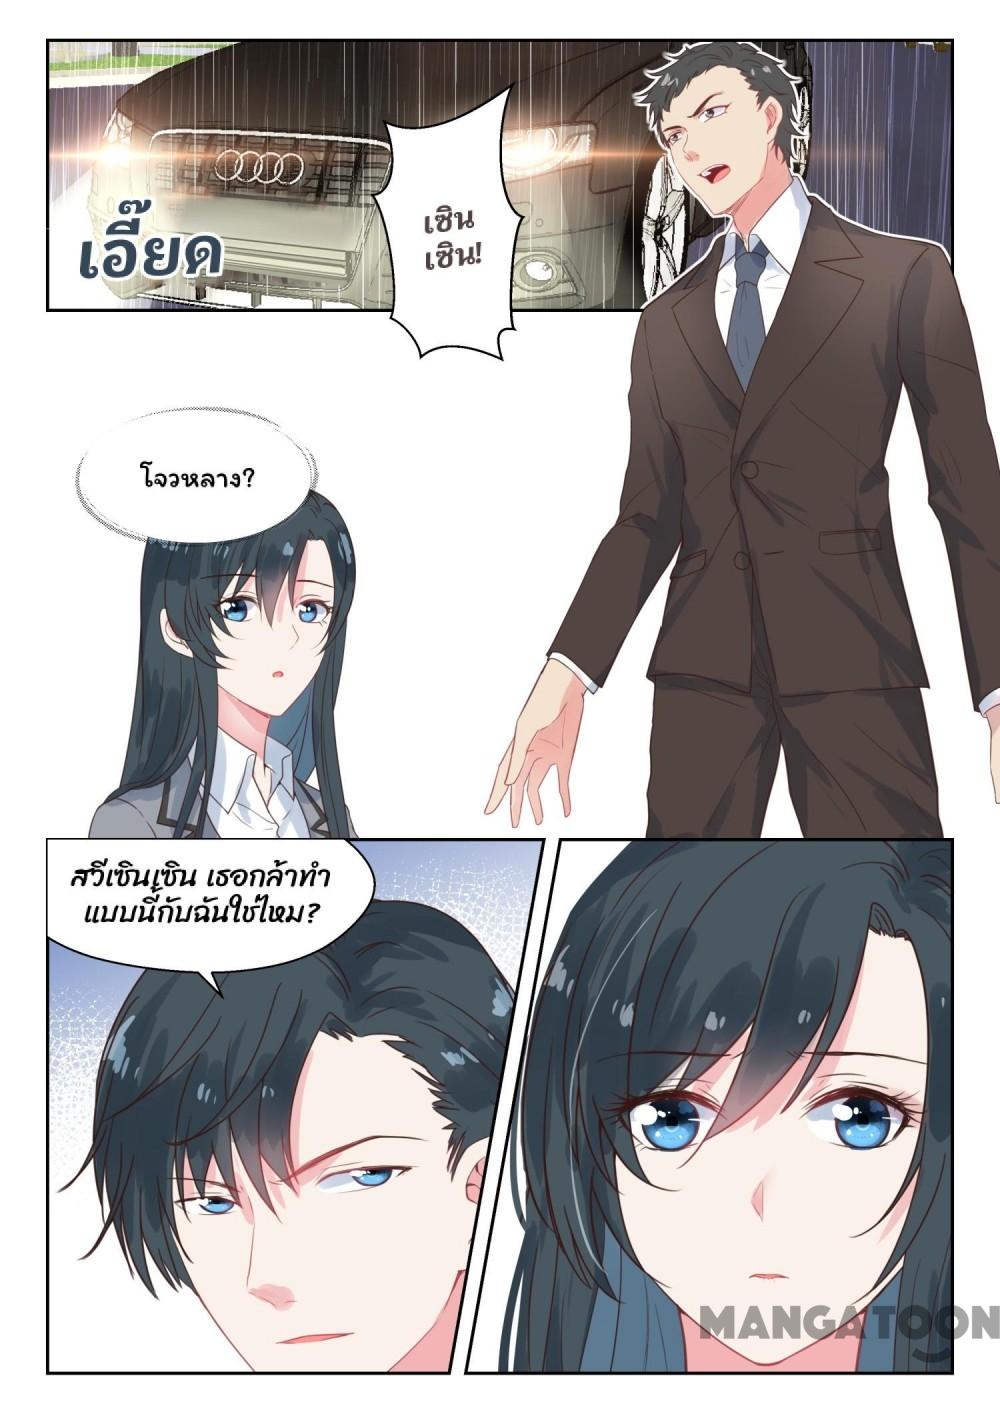 เอี๊ยด
เซิน
เซิน!
โจวหลาง?
สวีเซินเซิน เธอกล้าทำ
แบบนี้กับฉันใช่ไหม?
MANGATOON